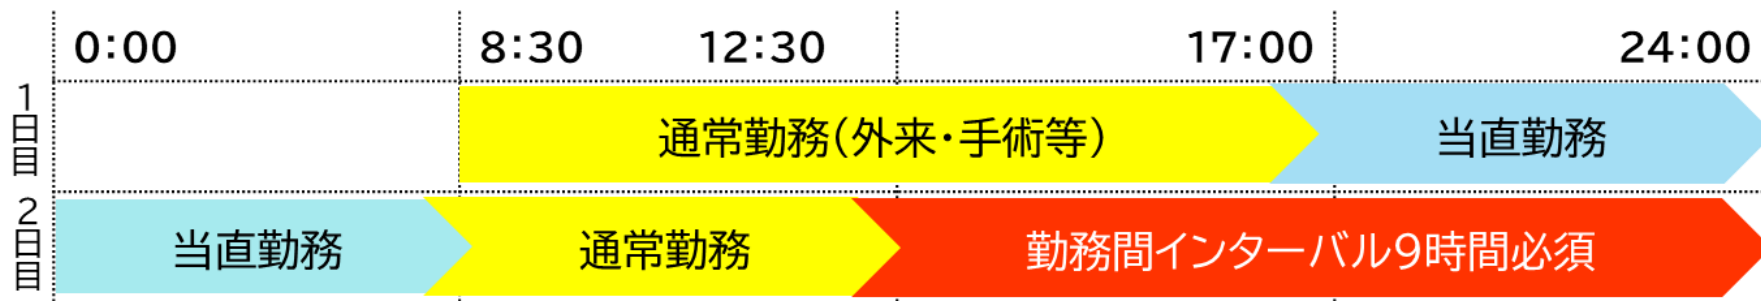 0:00 8:30 12:30 17:00 24:00
1日目 通常勤務(外来・手術等) 当直勤務
2日目 当直勤務 通常勤務 勤務間インターバル9時間必須